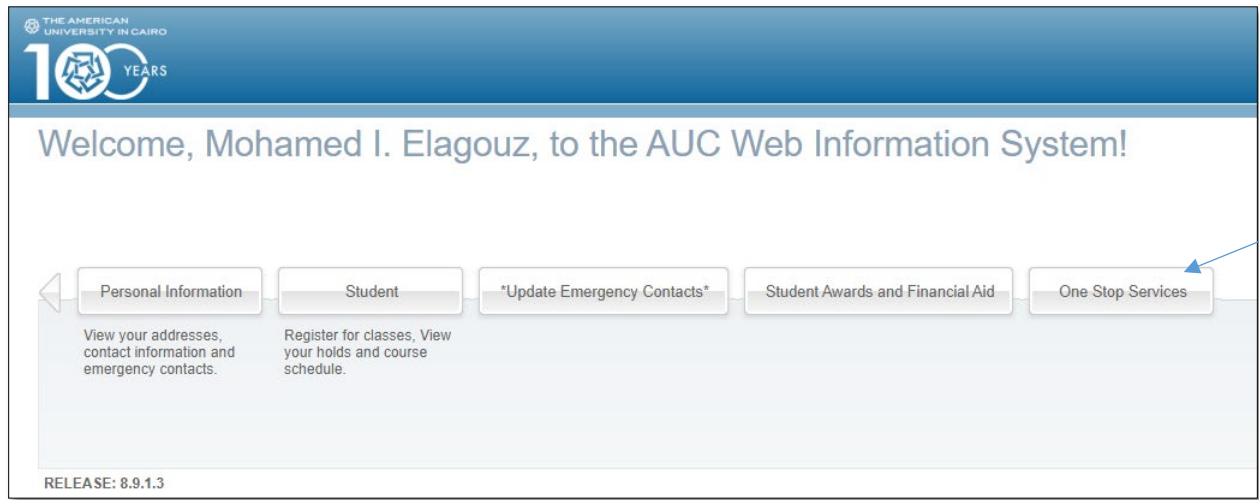 THE AMERICAN
UNIVERSITY IN CAIRO
100 YEARS
Welcome, Mohamed I. Elagouz, to the AUC Web Information System!
Personal Information
Student
*Update Emergency Contacts*
Student Awards and Financial Aid
One Stop Services
View your addresses,
contact information and
emergency contacts.
Register for classes, View
your holds and course
schedule.
RELEASE: 8.9.1.3